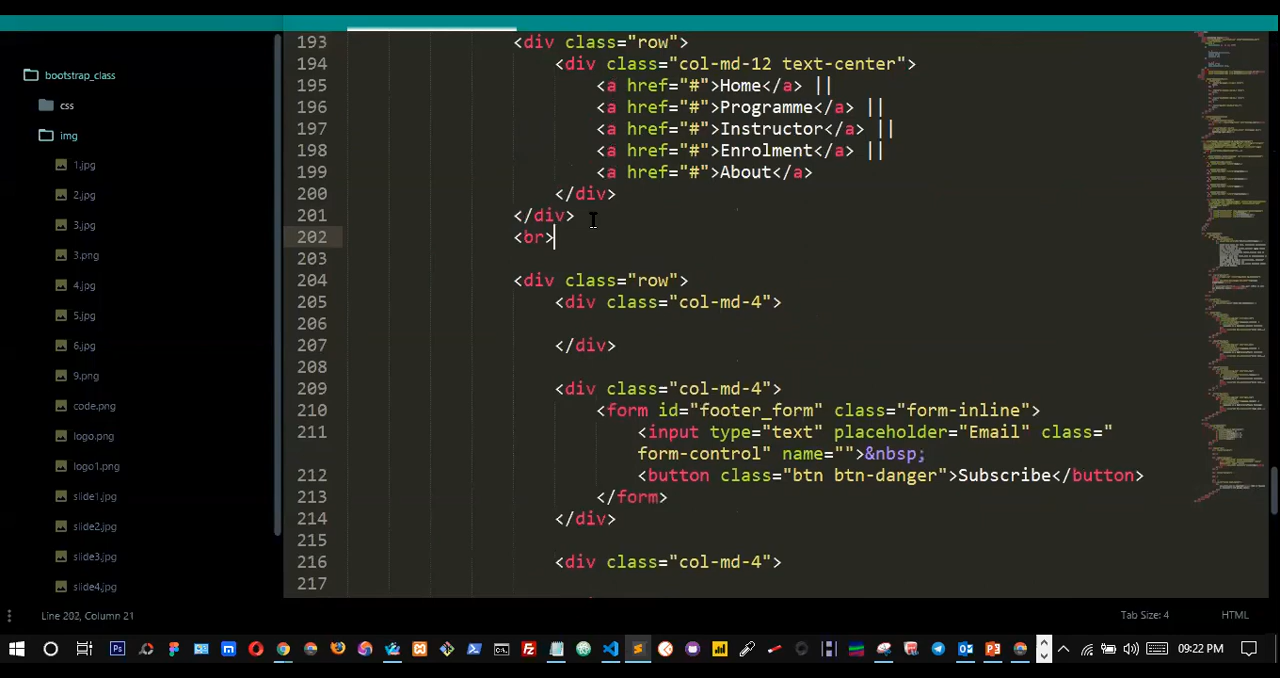 bootstrap_class
css
img
1.jpg
2.jpg
3.jpg
3.png
4.jpg
5.jpg
6.jpg
9.png
code.png
logo.png
logo1.png
slide1.jpg
slide2.jpg
slide3.jpg
slide4.jpg
193 <div class="row">
194 <div class="col-md-12 text-center">
195 <a href="#">Home</a> ||
196 <a href="#">Programme</a> ||
197 <a href="#">Instructor</a> ||
198 <a href="#">Enrolment</a> ||
199 <a href="#">About</a>
200 </div>
201 </div>
202 <br>
203
204 <div class="row">
205 <div class="col-md-4">
206
207 </div>
208
209 <div class="col-md-4">
210 <form id="footer_form" class="form-inline">
211 <input type="text" placeholder="Email" class="
form-control" name="">&nbsp;
212 <button class="btn btn-danger">Subscribe</button>
213 </form>
214 </div>
215
216 <div class="col-md-4">
217
Line 202, Column 21
Tab Size: 4
HTML
09:22 PM